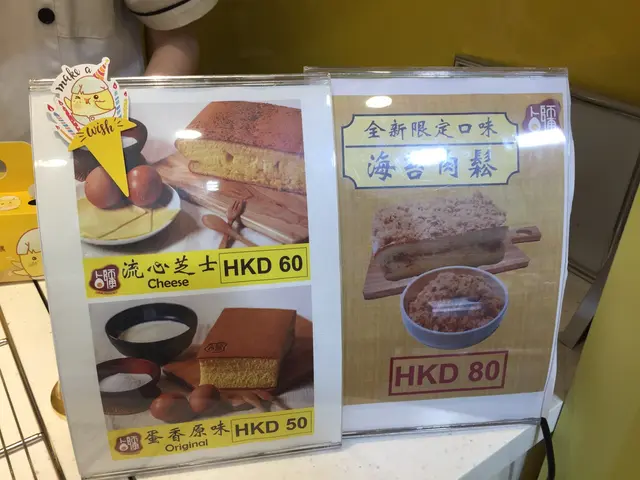 make a
wish
流心芝士 HKD 60
Cheese
蛋香原味 HKD 50
Original
全新限定口味
海苔肉鬆
HKD 80